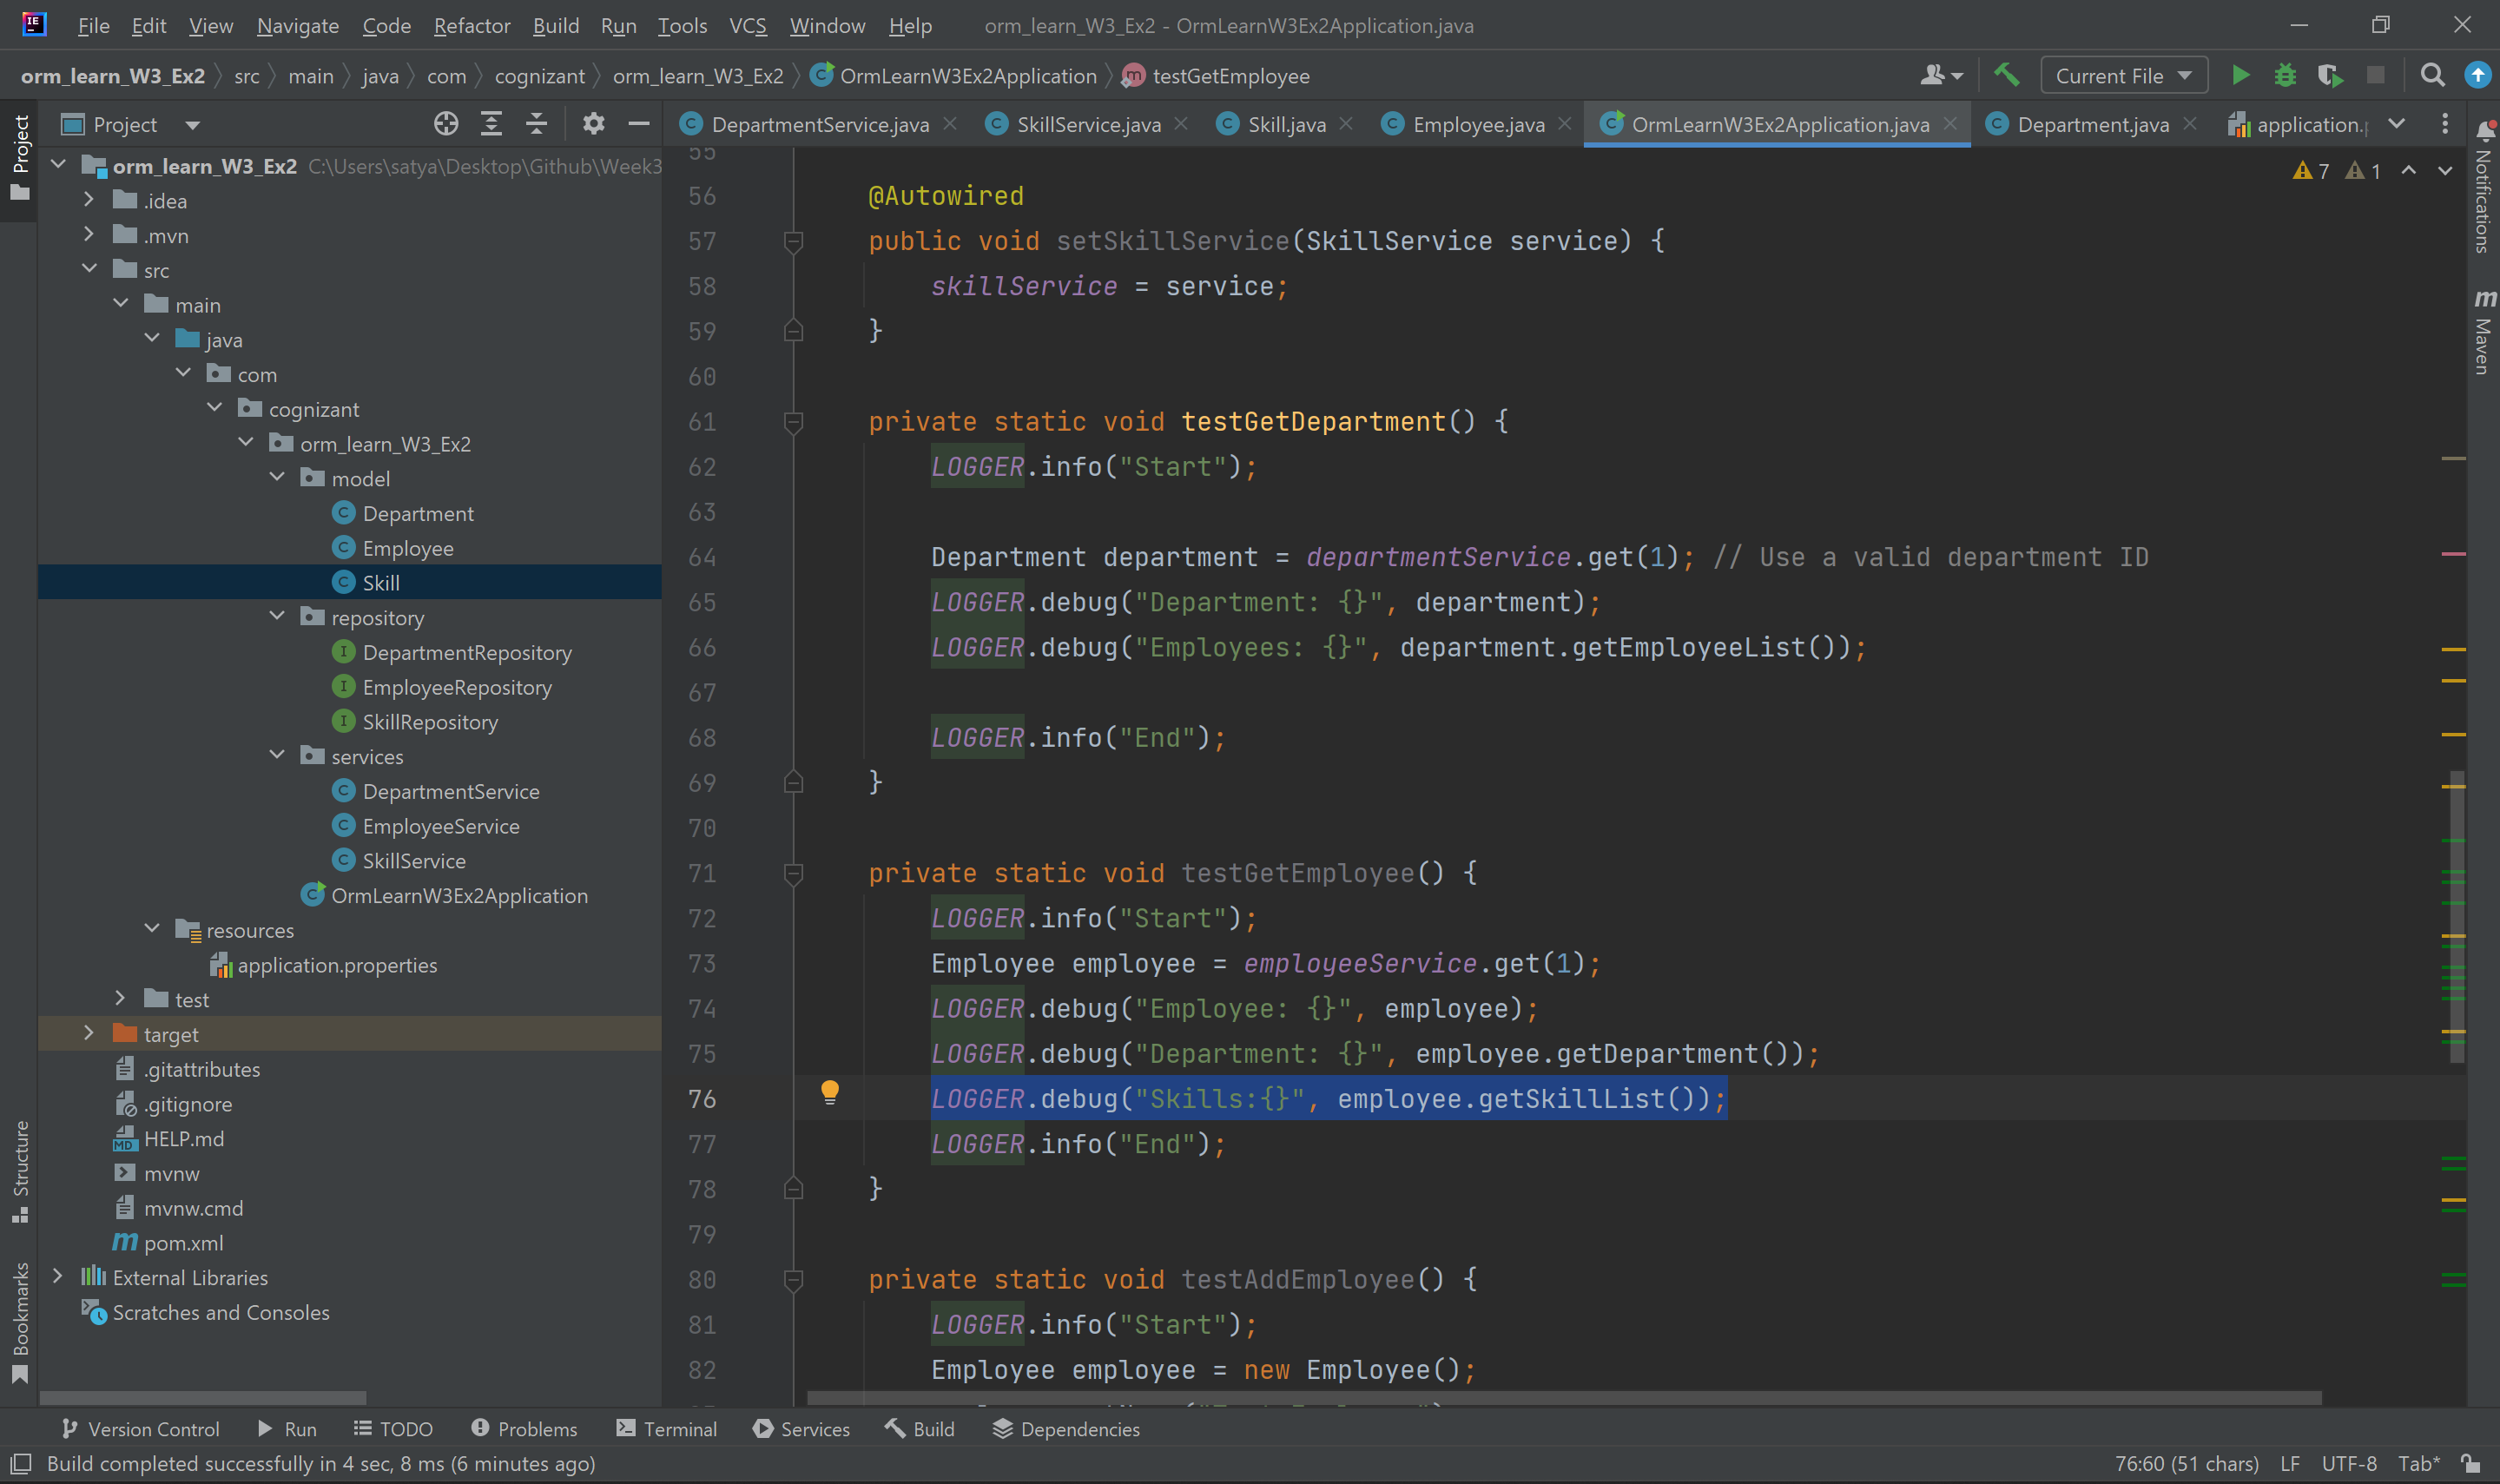 File Edit View Navigate Code Refactor Build Run Tools VCS Window Help orm_learn_W3_Ex2 - OrmLearnW3Ex2Application.java
orm_learn_W3_Ex2 src main java com cognizant orm_learn_W3_Ex2 OrmLearnW3Ex2Application testGetEmployee Current File
Project
Project
DepartmentService.java SkillService.java Skill.java Employee.java OrmLearnW3Ex2Application.java Department.java application.
orm_learn_W3_Ex2 C:\Users\satya\Desktop\Github\Week3
.idea
.mvn
src
main
java
com
cognizant
orm_learn_W3_Ex2
model
Department
Employee
Skill
repository
DepartmentRepository
EmployeeRepository
SkillRepository
services
DepartmentService
EmployeeService
SkillService
OrmLearnW3Ex2Application
resources
application.properties
test
target
.gitattributes
.gitignore
HELP.md
mvnw
mvnw.cmd
pom.xml
External Libraries
Scratches and Consoles
Structure
Bookmarks
7 1
55
56 @Autowired
57 public void setSkillService(SkillService service) {
58 skillService = service;
59 }
60
61 private static void testGetDepartment() {
62 LOGGER.info("Start");
63
64 Department department = departmentService.get(1); // Use a valid department ID
65 LOGGER.debug("Department: {}", department);
66 LOGGER.debug("Employees: {}", department.getEmployeeList());
67
68 LOGGER.info("End");
69 }
70
71 private static void testGetEmployee() {
72 LOGGER.info("Start");
73 Employee employee = employeeService.get(1);
74 LOGGER.debug("Employee: {}", employee);
75 LOGGER.debug("Department: {}", employee.getDepartment());
76 LOGGER.debug("Skills:{}", employee.getSkillList());
77 LOGGER.info("End");
78 }
79
80 private static void testAddEmployee() {
81 LOGGER.info("Start");
82 Employee employee = new Employee();
Notifications
Maven
Version Control Run TODO Problems Terminal Services Build Dependencies
Build completed successfully in 4 sec, 8 ms (6 minutes ago) 76:60 (51 chars) LF UTF-8 Tab*